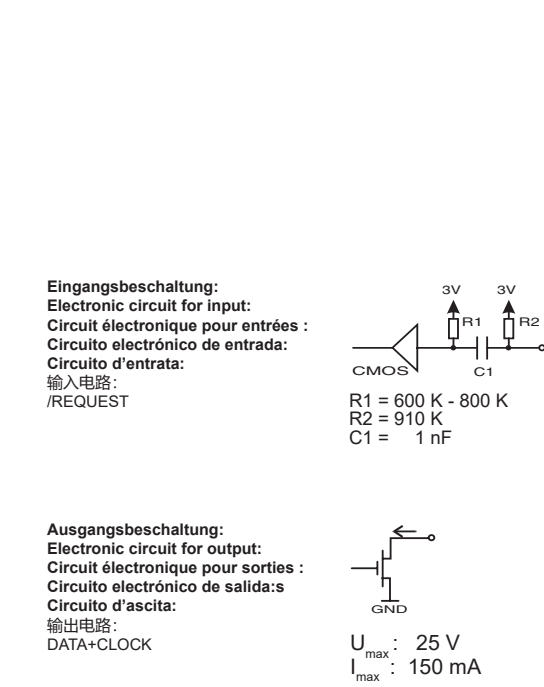 Eingangsbeschaltung:
Electronic circuit for input:
Circuit électronique pour entrées :
Circuito electrónico de entrada:
Circuito d'entrata:
输入电路:
/REQUEST
3V 3V
R1 R2
CMOS C1
R1 = 600 K - 800 K
R2 = 910 K
C1 = 1 nF
Ausgangsbeschaltung:
Electronic circuit for output:
Circuit électronique pour sorties :
Circuito electrónico de salida:s
Circuito d'ascita:
输出电路:
DATA+CLOCK
GND
Umax : 25 V
Imax : 150 mA